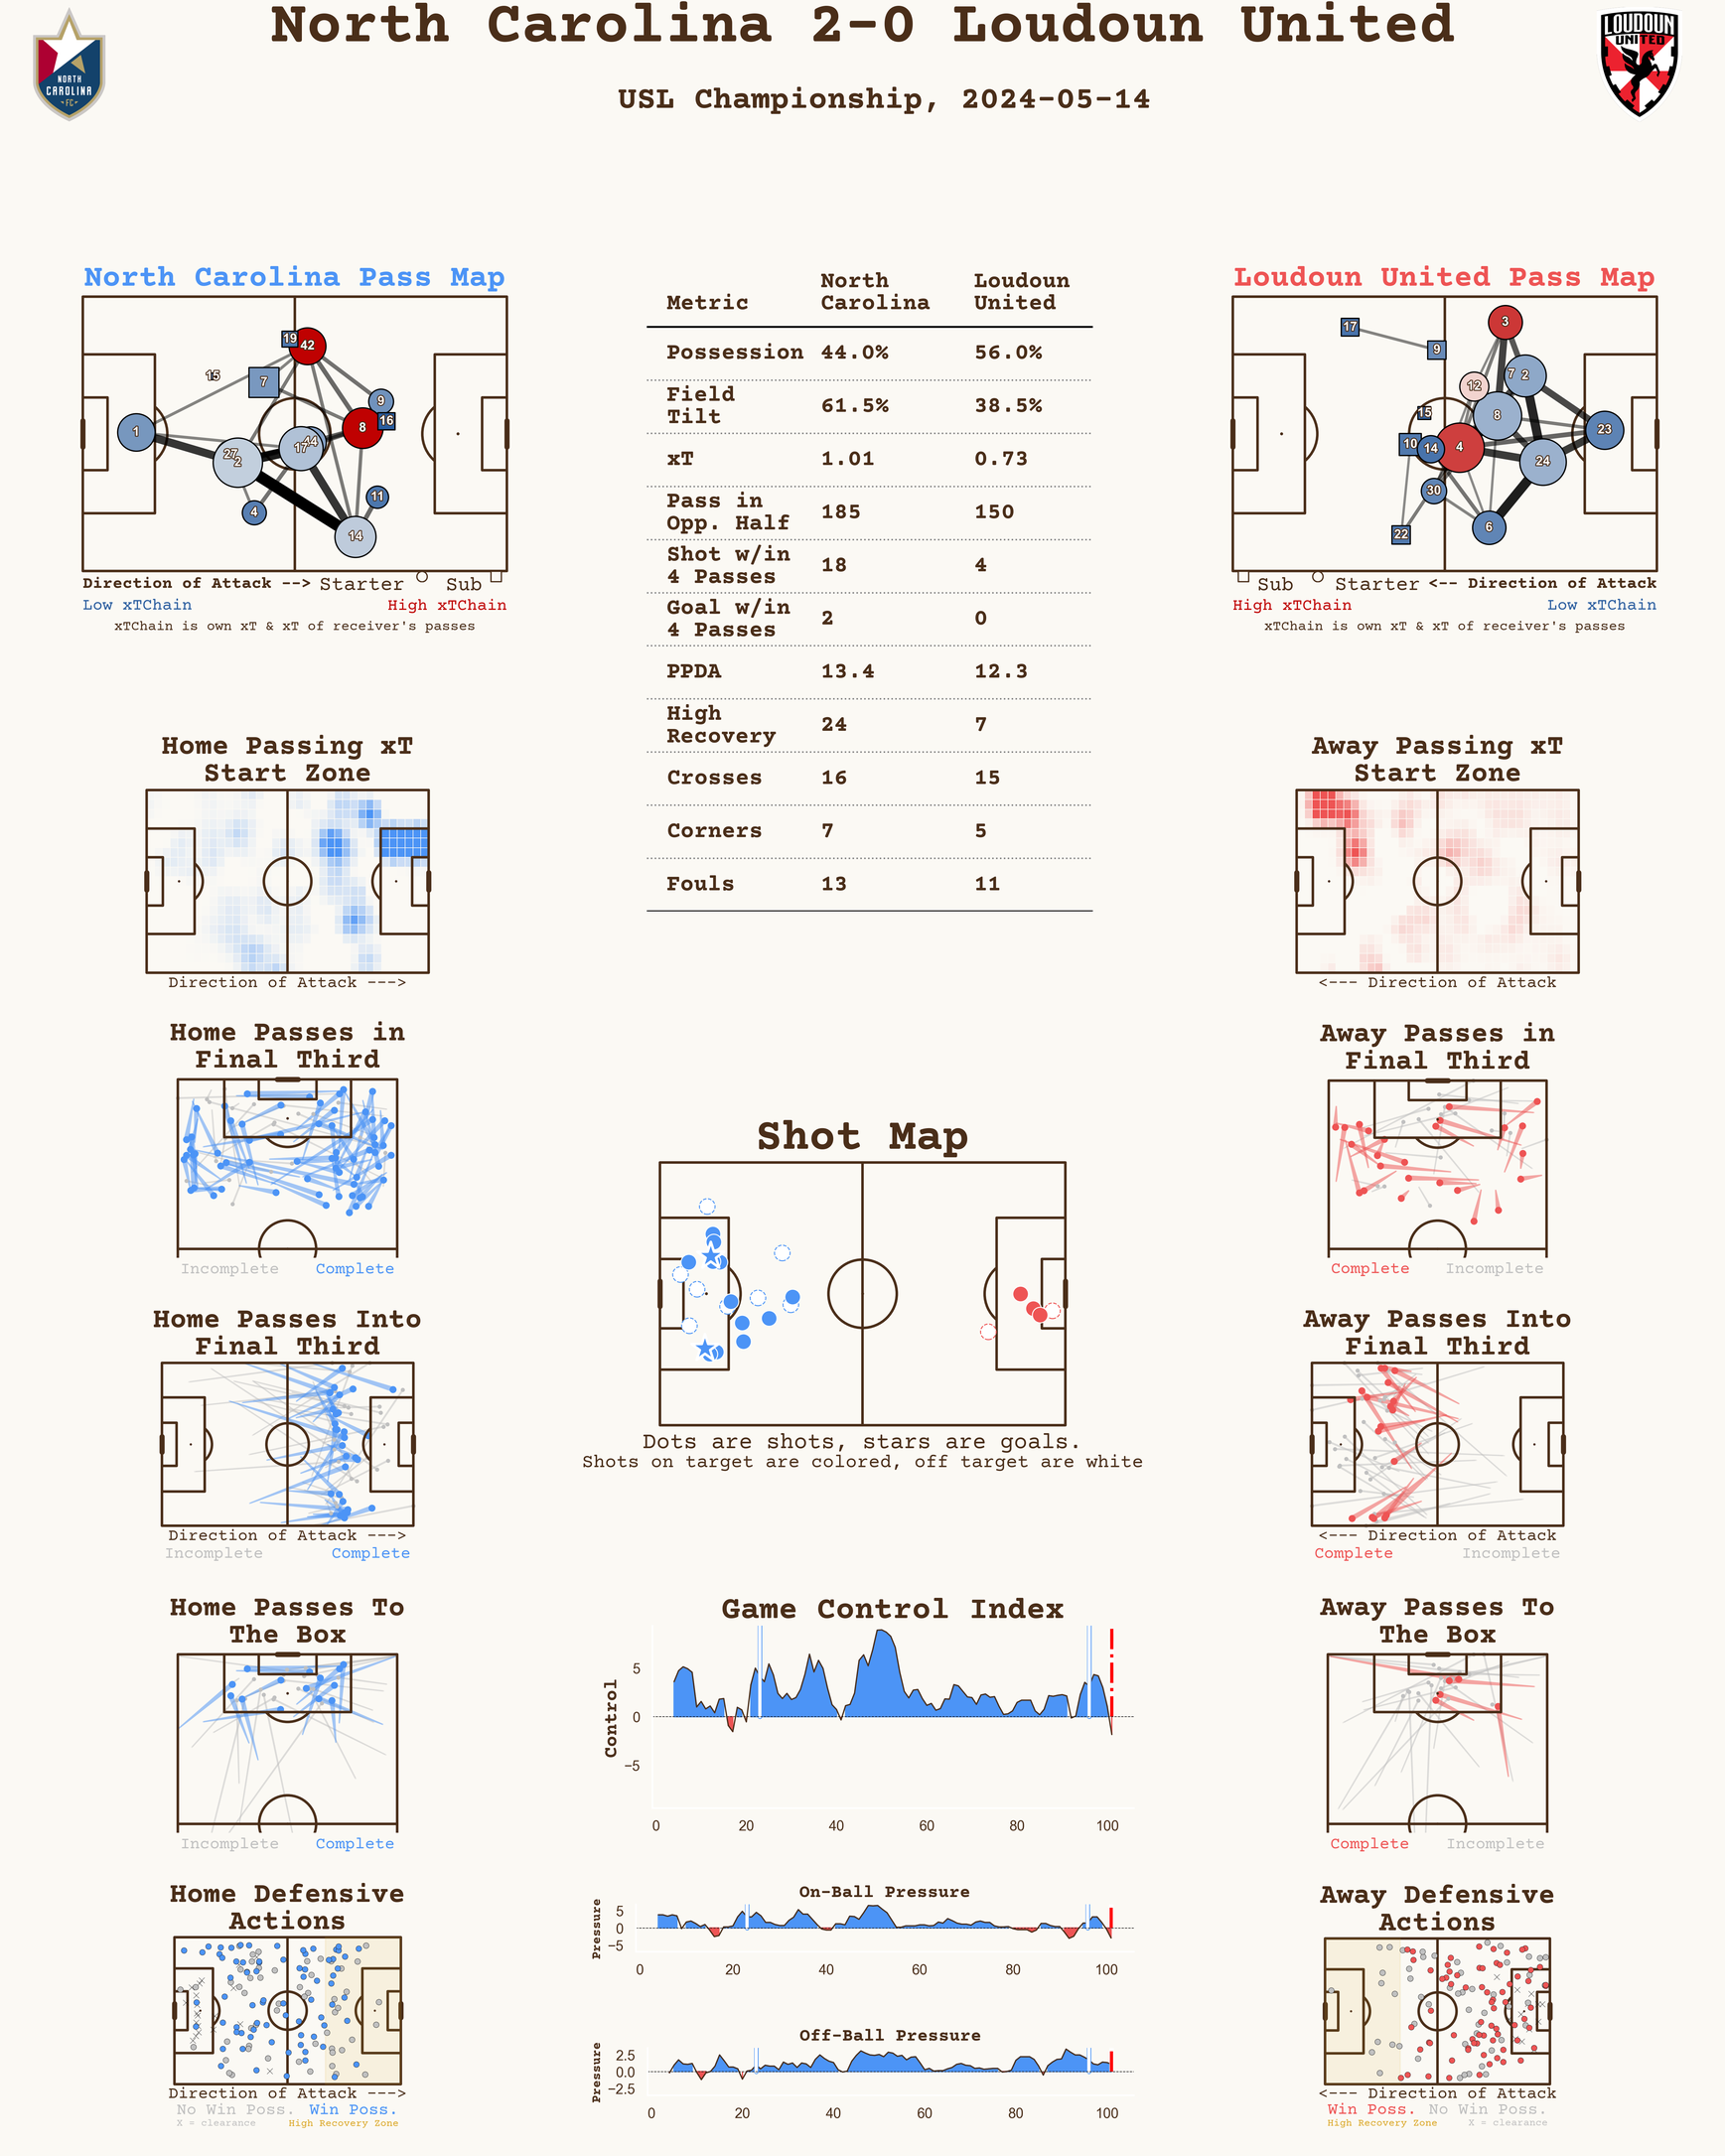 North Carolina 2-0 Loudoun United
NORTH
CAROLINA
FC
LOUDOUN
UNITED
USL Championship, 2024-05-14
North Carolina Pass Map
19
42
15
7
9
16
1
8
44
17
27
2
11
4
14
Direction of Attack --> Starter Sub
Low xTChain High xTChain
xTChain is own xT & xT of receiver's passes
Metric North Carolina Loudoun United
Possession 44.0% 56.0%
Field Tilt 61.5% 38.5%
xT 1.01 0.73
Pass in Opp. Half 185 150
Shot w/in 4 Passes 18 4
Goal w/in 4 Passes 2 0
PPDA 13.4 12.3
High Recovery 24 7
Crosses 16 15
Corners 7 5
Fouls 13 11
Loudoun United Pass Map
17
3
9
7
2
12
15
8
23
10
14
4
24
30
6
22
Sub Starter <-- Direction of Attack
High xTChain Low xTChain
xTChain is own xT & xT of receiver's passes
Home Passing xT
Start Zone
Direction of Attack --->
Away Passing xT
Start Zone
<--- Direction of Attack
Home Passes in
Final Third
Incomplete Complete
Away Passes in
Final Third
Complete Incomplete
Shot Map
Dots are shots, stars are goals.
Shots on target are colored, off target are white
Home Passes Into
Final Third
Direction of Attack --->
Incomplete Complete
Away Passes Into
Final Third
<--- Direction of Attack
Complete Incomplete
Home Passes To
The Box
Incomplete Complete
Game Control Index
Control
5
0
−5
0 20 40 60 80 100
Away Passes To
The Box
Complete Incomplete
Home Defensive
Actions
Direction of Attack --->
No Win Poss. Win Poss.
X = clearance High Recovery Zone
On-Ball Pressure
Pressure
5
0
−5
0 20 40 60 80 100
Off-Ball Pressure
Pressure
2.5
0.0
−2.5
0 20 40 60 80 100
Away Defensive
Actions
<--- Direction of Attack
Win Poss. No Win Poss.
High Recovery Zone X = clearance